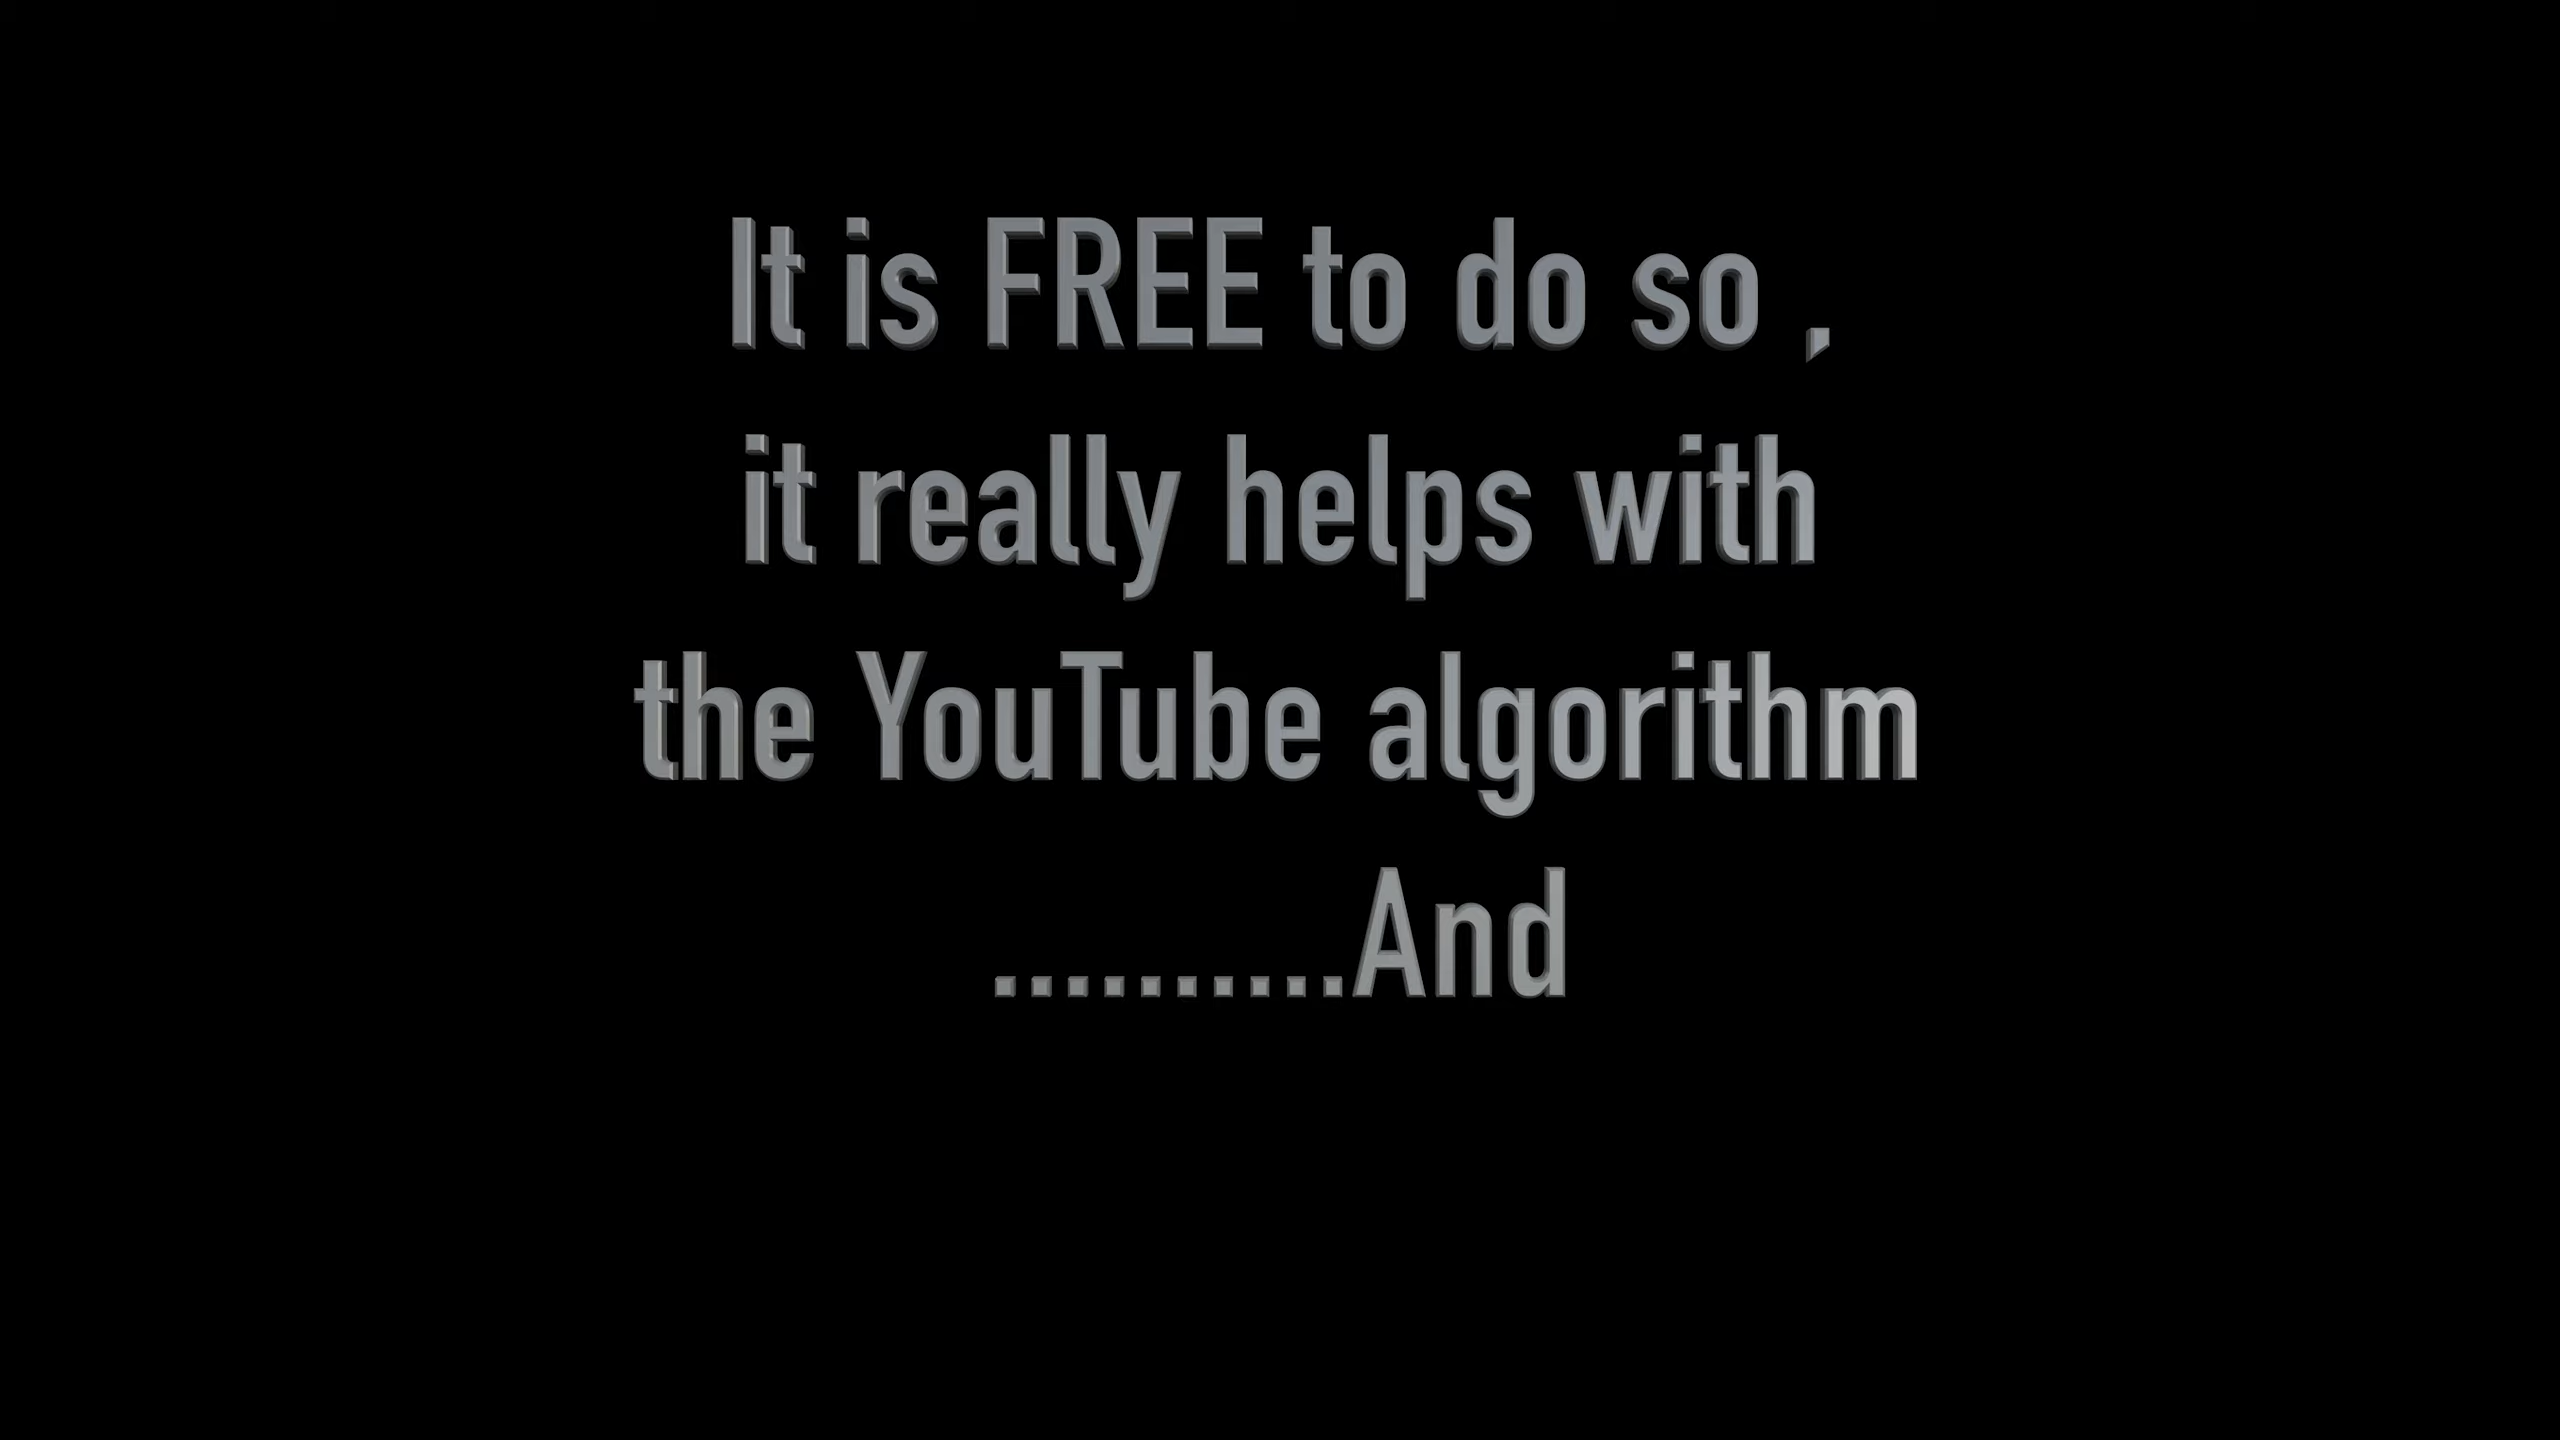 It is FREE to do so ,
it really helps with
the YouTube algorithm
..........And